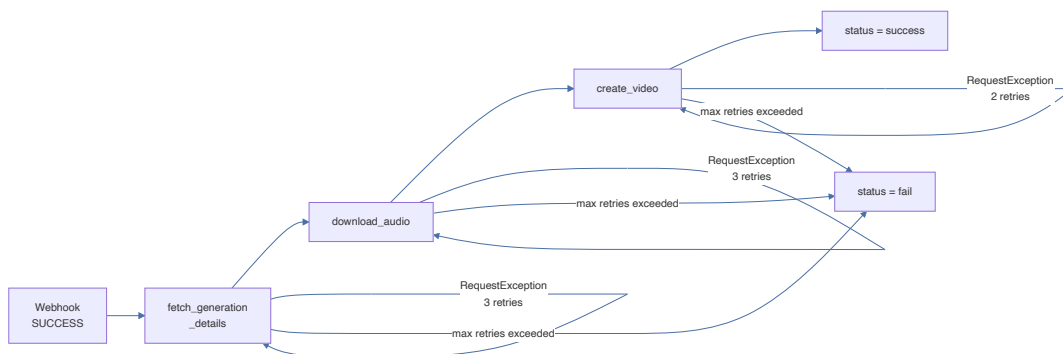 status = success
create_video
RequestException
2 retries
max retries exceeded
RequestException
3 retries
status = fail
max retries exceeded
download_audio
Webhook
SUCCESS
fetch_generation
_details
RequestException
3 retries
max retries exceeded